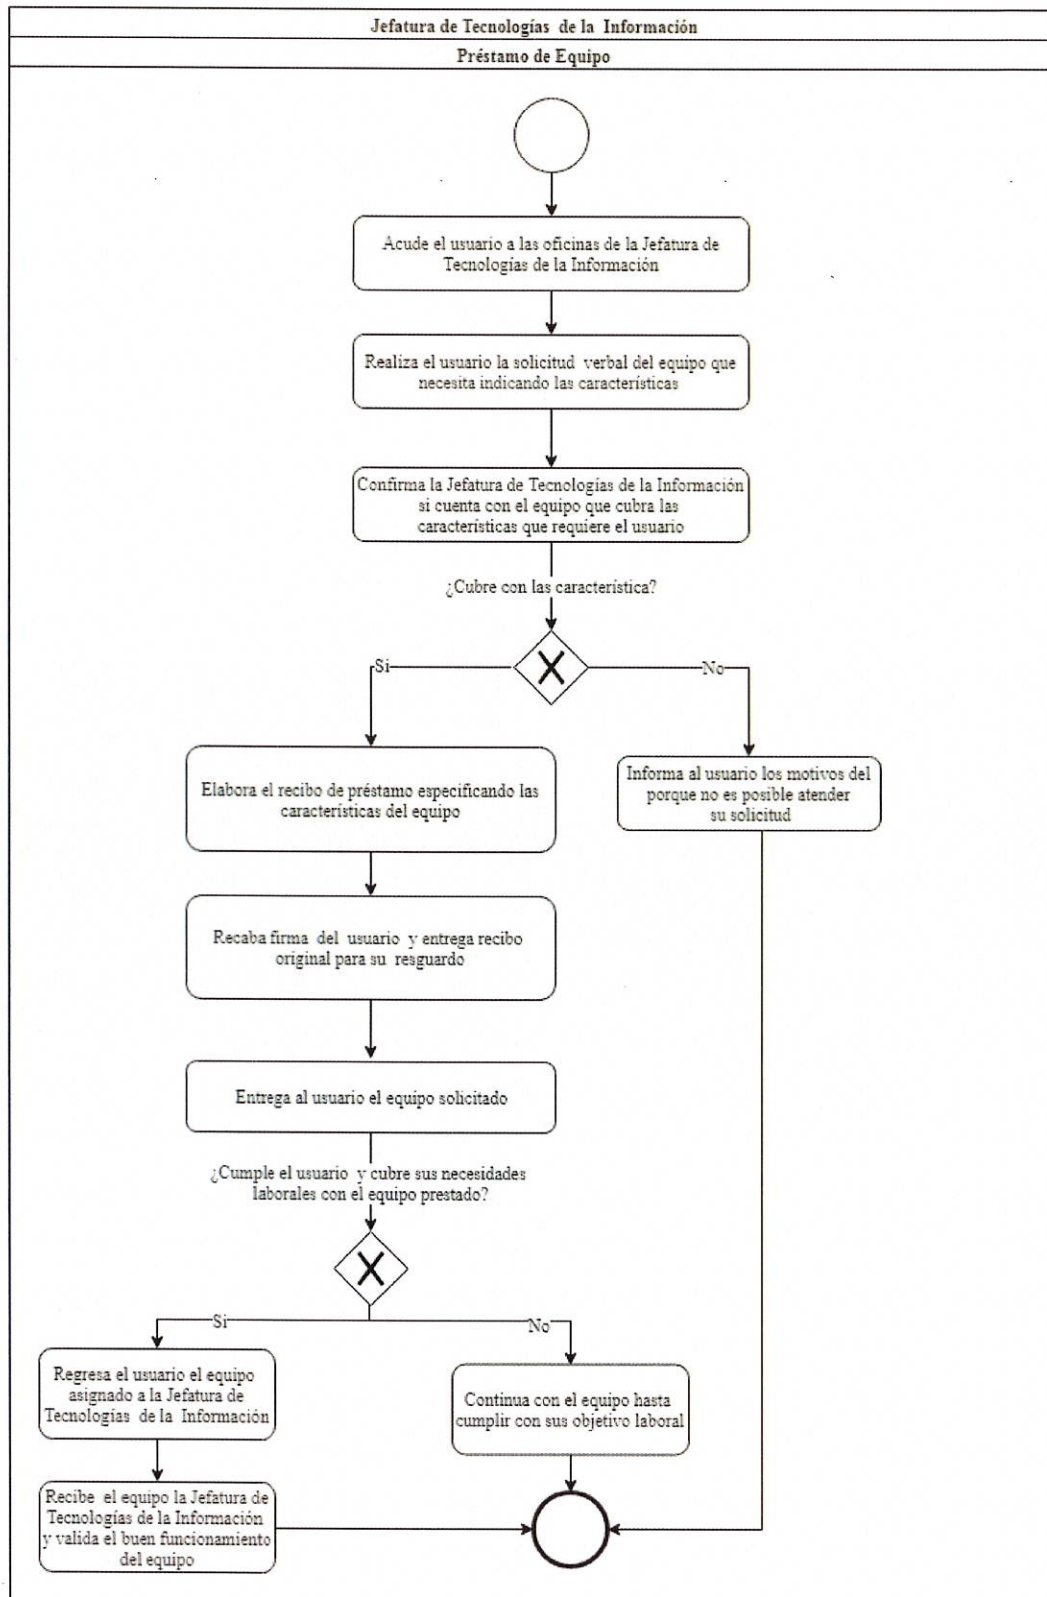 Jefatura de Tecnologías de la Información
Préstamo de Equipo
Acude el usuario a las oficinas de la Jefatura de
Tecnologías de la Información
Realiza el usuario la solicitud verbal del equipo que
necesita indicando las características
Confirma la Jefatura de Tecnologías de la Información
si cuenta con el equipo que cubra las
características que requiere el usuario
¿Cubre con las característica?
Si
No
Elabora el recibo de préstamo especificando las
características del equipo
Informa al usuario los motivos del
porque no es posible atender
su solicitud
Recaba firma del usuario y entrega recibo
original para su resguardo
Entrega al usuario el equipo solicitado
¿Cumple el usuario y cubre sus necesidades
laborales con el equipo prestado?
Si
No
Regresa el usuario el equipo
asignado a la Jefatura de
Tecnologías de la Información
Continua con el equipo hasta
cumplir con sus objetivo laboral
Recibe el equipo la Jefatura de
Tecnologías de la Información
y valida el buen funcionamiento
del equipo